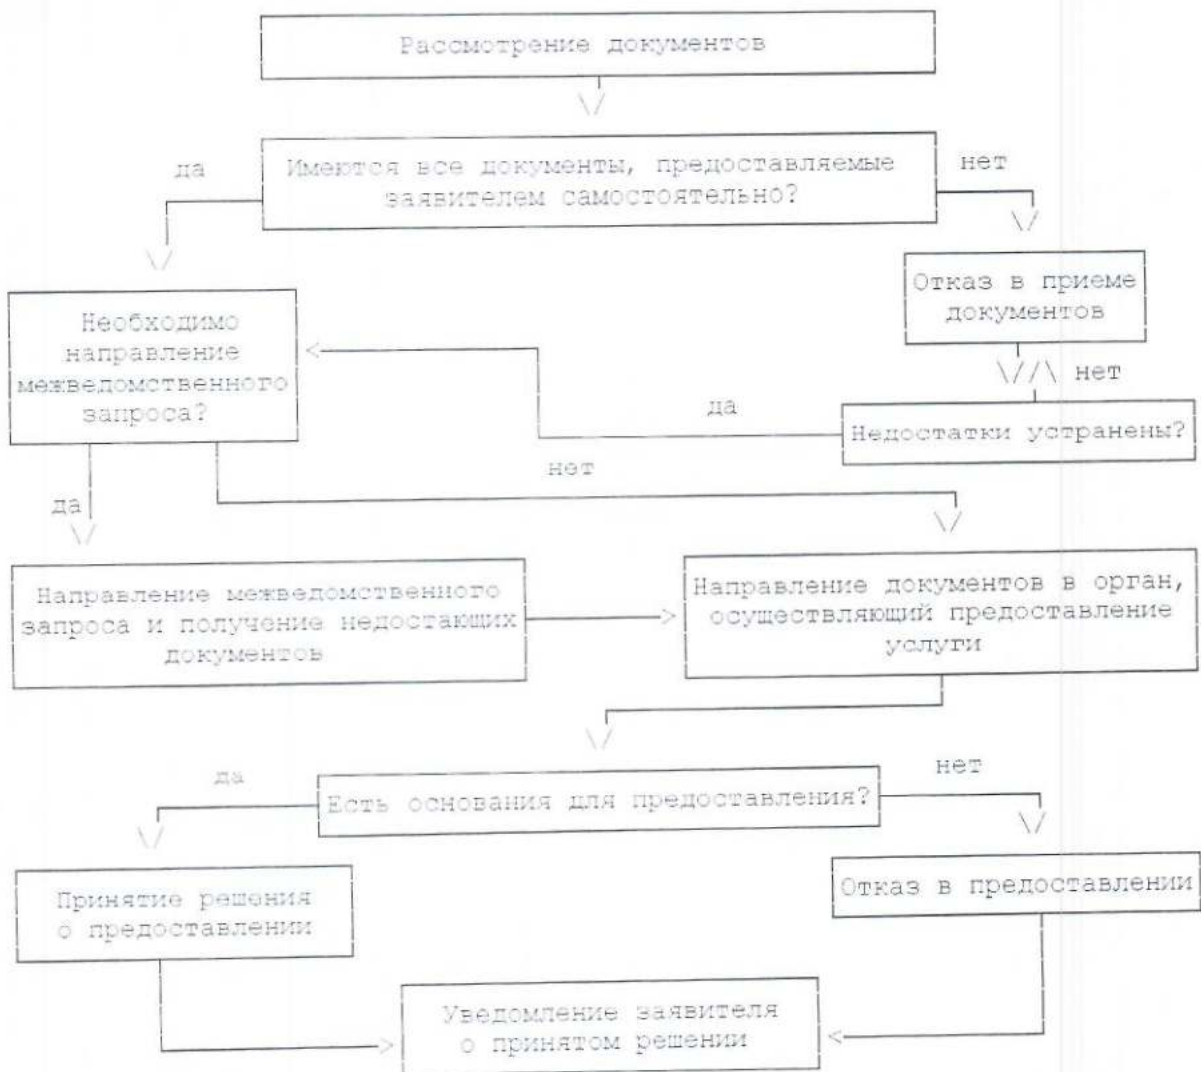 Рассмотрение документов
Имеются все документы, предоставляемые
заявителем самостоятельно?
да
нет
Отказ в приеме
документов
Необходимо
направление
межведомственного
запроса?
нет
да
Недостатки устранены?
нет
да
Направление межведомственного
запроса и получение недостающих
документов
Направление документов в орган,
осуществляющий предоставление
услуги
да
нет
Есть основания для предоставления?
Принятие решения
о предоставлении
Отказ в предоставлении
Уведомление заявителя
о принятом решении